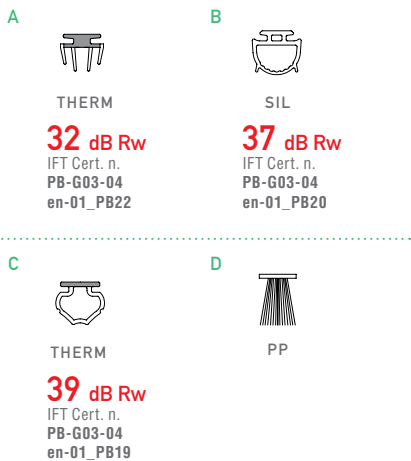 A
THERM
32 dB Rw
IFT Cert. n.
PB-G03-04
en-01_PB22
B
SIL
37 dB Rw
IFT Cert. n.
PB-G03-04
en-01_PB20
C
THERM
39 dB Rw
IFT Cert. n.
PB-G03-04
en-01_PB19
D
PP